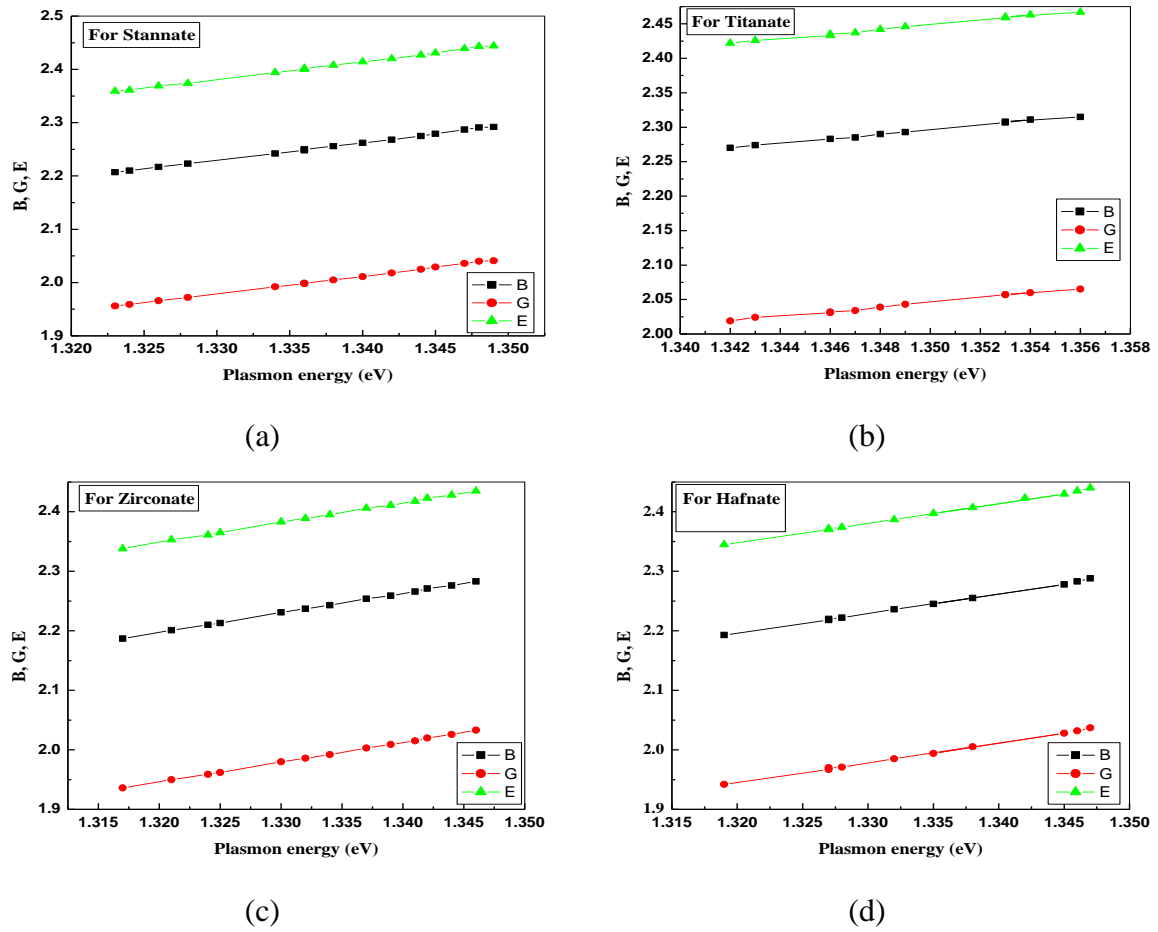 For Stannate
2.5
2.4
2.3
2.2
2.1
2.0
1.9
B, G, E
B
G
E
1.320 1.325 1.330 1.335 1.340 1.345 1.350
Plasmon energy (eV)
(a)
For Titanate
2.45
2.40
2.35
2.30
2.25
2.20
2.15
2.10
2.05
2.00
B, G, E
B
G
E
1.340 1.342 1.344 1.346 1.348 1.350 1.352 1.354 1.356 1.358
Plasmon energy (eV)
(b)
For Zirconate
2.4
2.3
2.2
2.1
2.0
1.9
B, G, E
B
G
E
1.315 1.320 1.325 1.330 1.335 1.340 1.345 1.350
Plasmon energy (eV)
(c)
For Hafnate
2.4
2.3
2.2
2.1
2.0
1.9
B, G, E
B
G
E
1.315 1.320 1.325 1.330 1.335 1.340 1.345 1.350
Plasmon energy (eV)
(d)